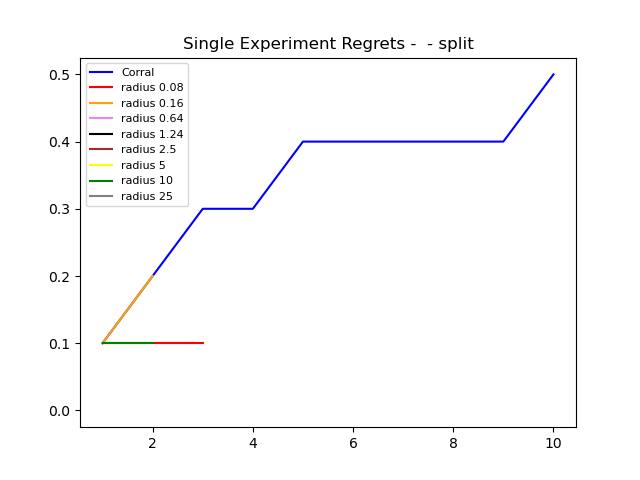 Single Experiment Regrets -  - split
0.5
0.4
0.3
0.2
0.1
0.0
Corral
radius 0.08
radius 0.16
radius 0.64
radius 1.24
radius 2.5
radius 5
radius 10
radius 25
2 4 6 8 10